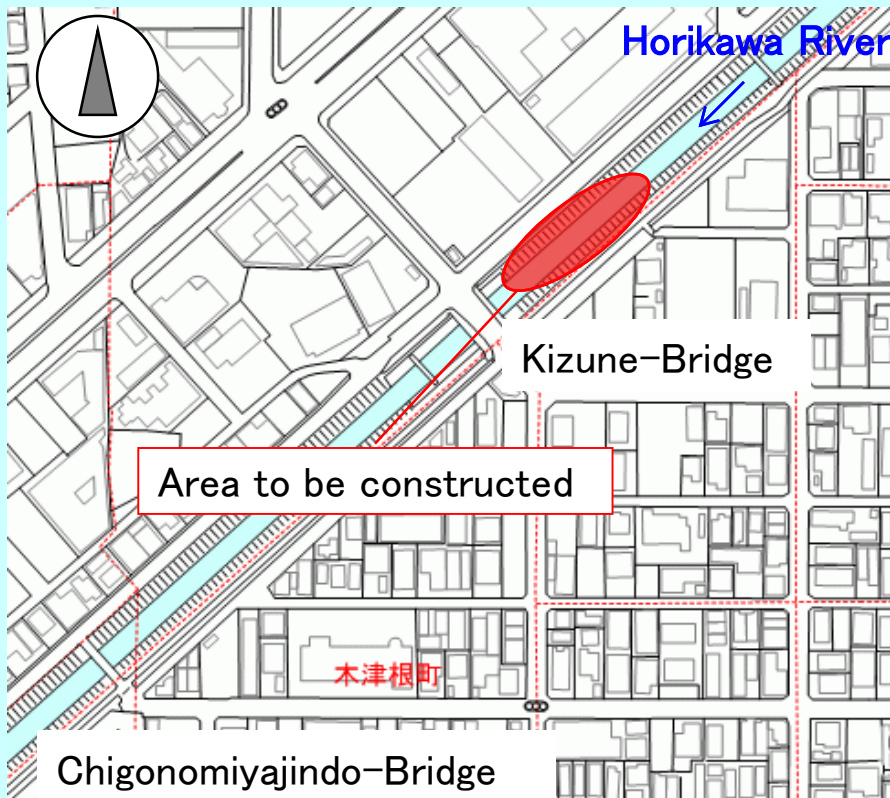 Horikawa River
Kizune-Bridge
Area to be constructed
木津根町
Chigonomiyajindo-Bridge